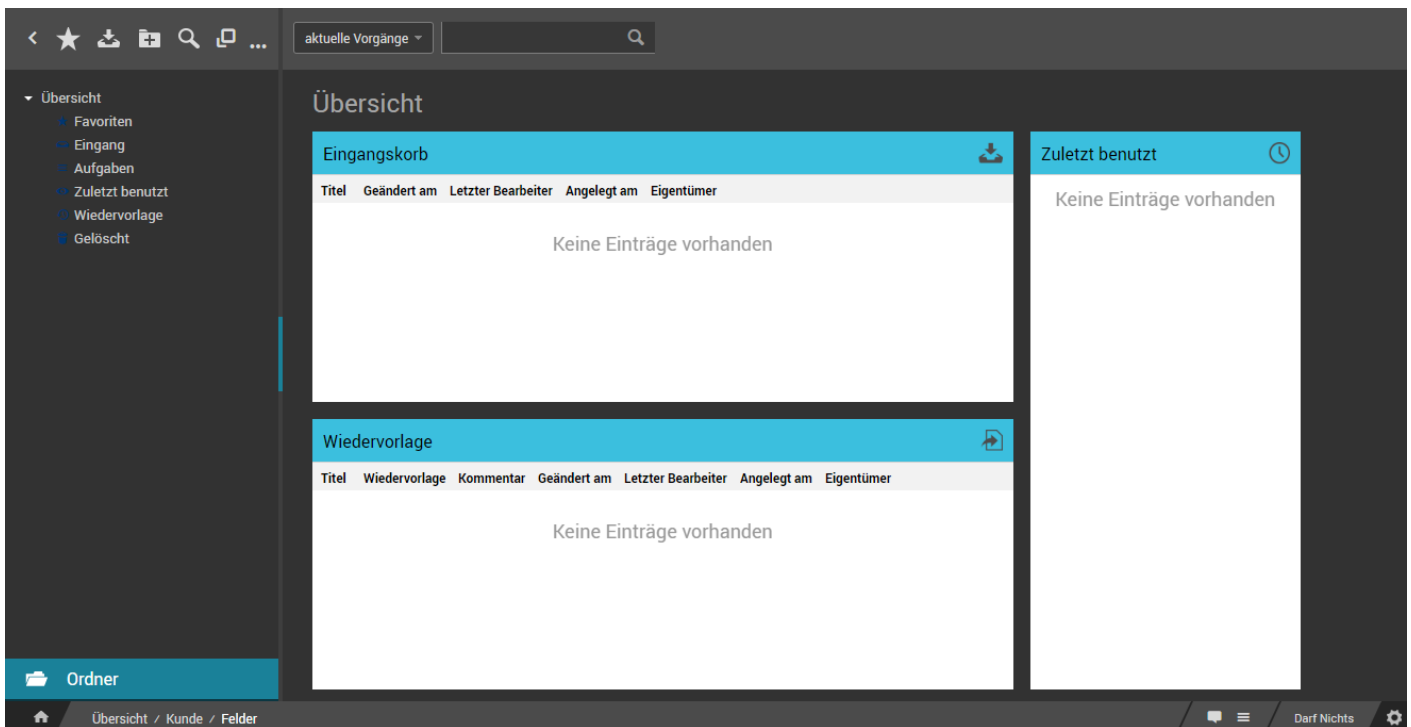 aktuelle Vorgänge
Übersicht
Favoriten
Eingang
Aufgaben
Zuletzt benutzt
Wiedervorlage
Gelöscht
Ordner
Übersicht
Eingangskorb
Titel Geändert am Letzter Bearbeiter Angelegt am Eigentümer
Keine Einträge vorhanden
Zuletzt benutzt
Keine Einträge vorhanden
Wiedervorlage
Titel Wiedervorlage Kommentar Geändert am Letzter Bearbeiter Angelegt am Eigentümer
Keine Einträge vorhanden
Übersicht / Kunde / Felder
Darf Nichts